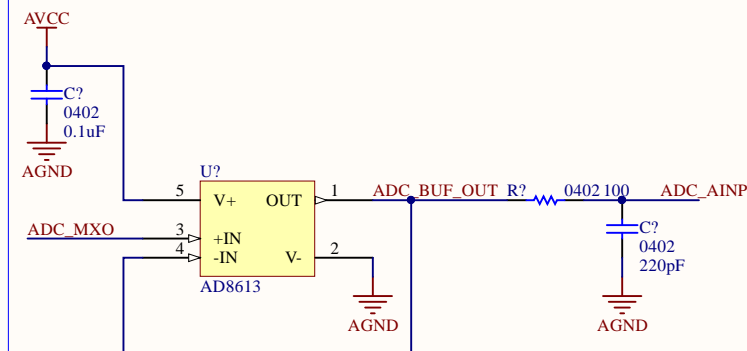 AVCC
C?
0402
0.1uF
AGND
U?
5 V+ OUT 1 ADC_BUF_OUT R? 0402 100 ADC_AINP
ADC_MXO 3 +IN
4 -IN V- 2
AD8613
AGND
C?
0402
220pF
AGND